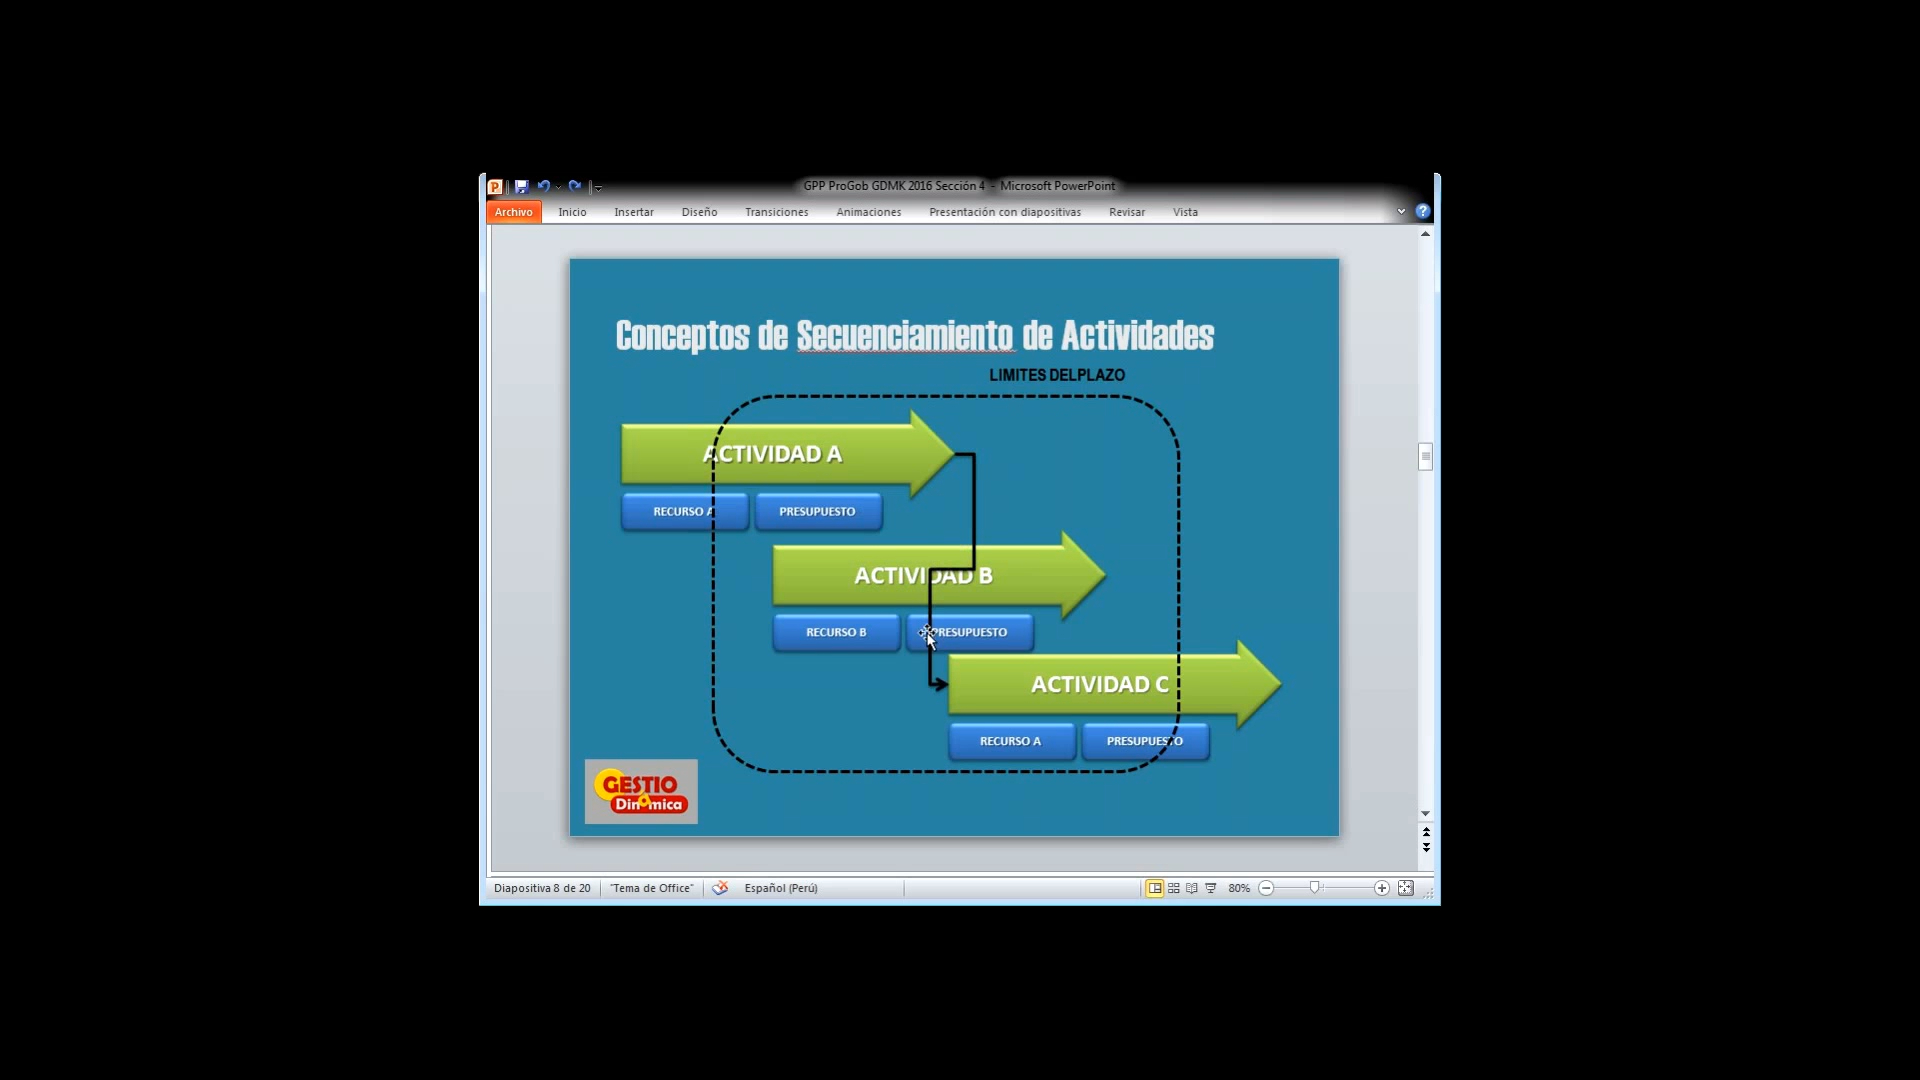 GPP ProGob GDMK 2016 Sección 4 - Microsoft PowerPoint
Archivo Inicio Insertar Diseño Transiciones Animaciones Presentación con diapositivas Revisar Vista
Conceptos de Secuenciamiento de Actividades
LIMITES DELPLAZO
ACTIVIDAD A
RECURSO A PRESUPUESTO
ACTIVIDAD B
RECURSO B PRESUPUESTO
ACTIVIDAD C
RECURSO A PRESUPUESTO
GESTIO
Dinámica
Diapositiva 8 de 20 "Tema de Office" Español (Perú) 80%